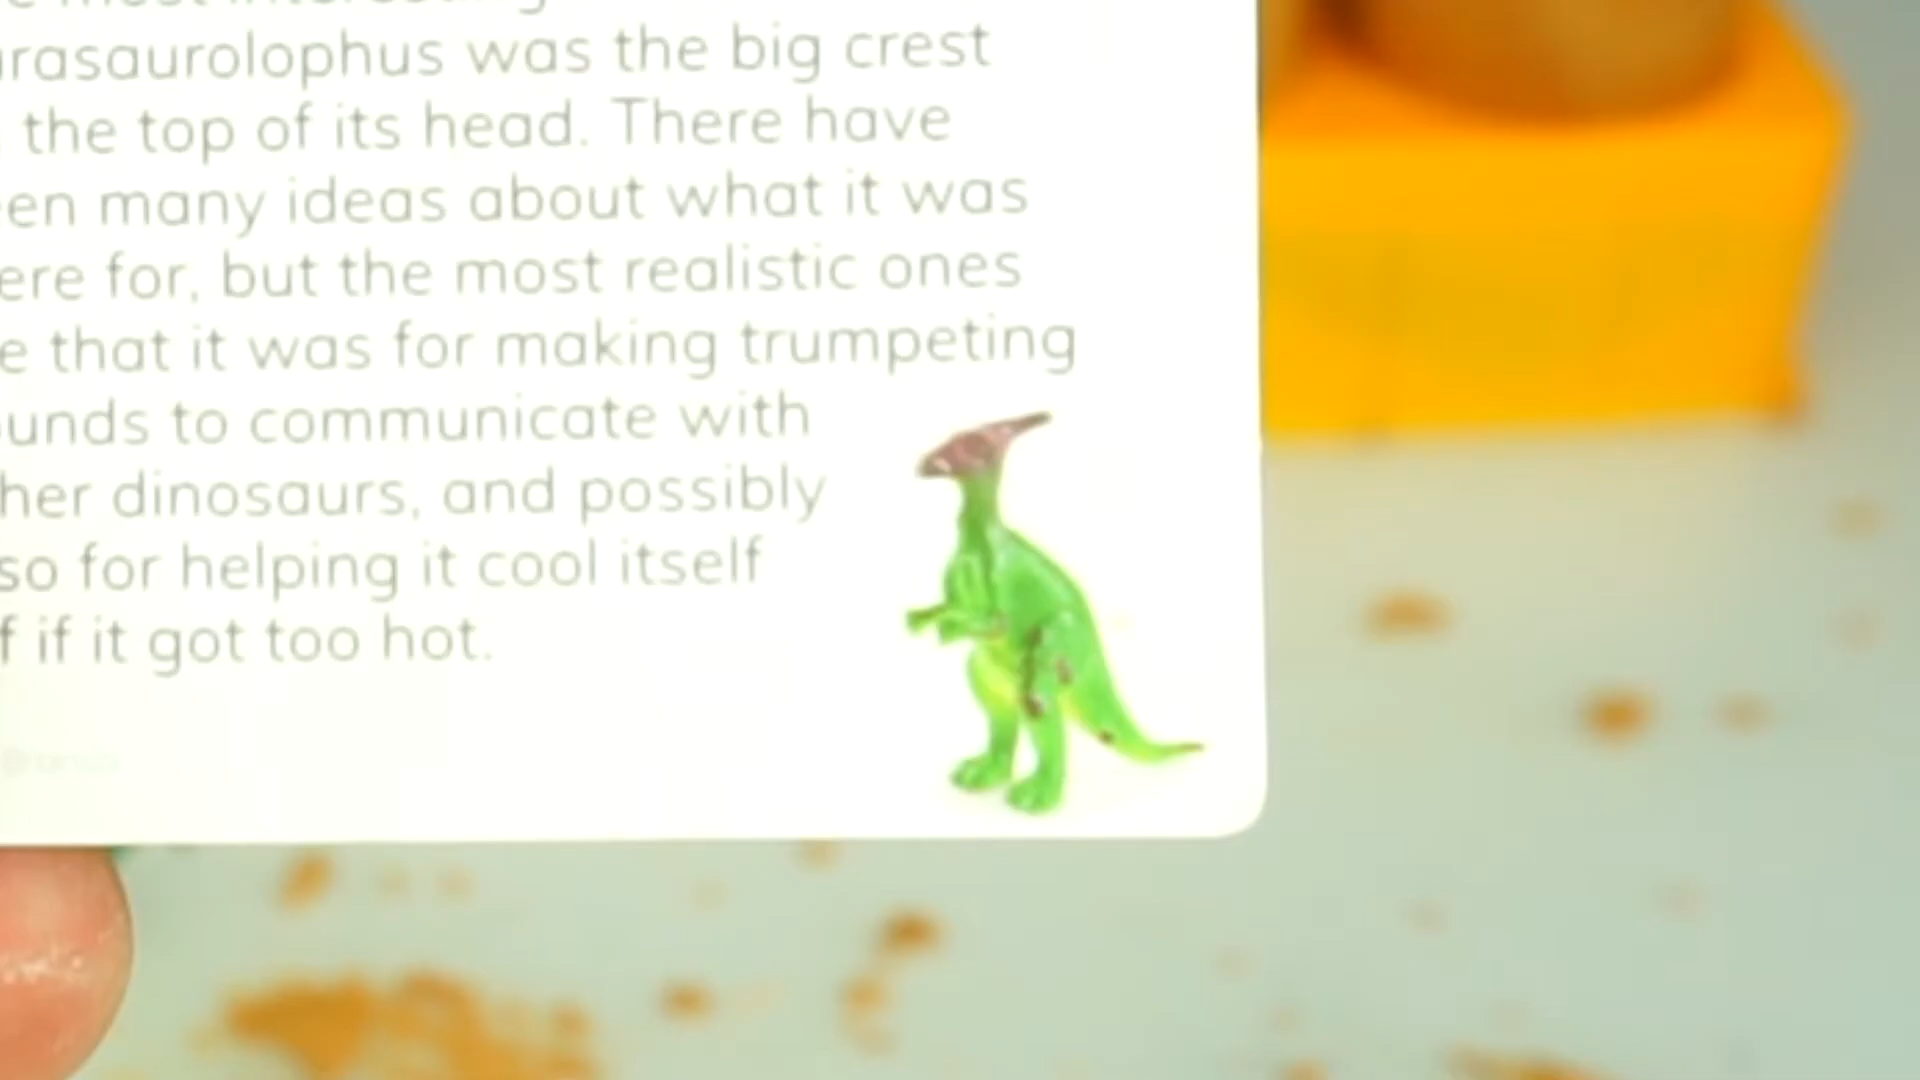 e most interesting
rasaurolophus was the big crest
the top of its head. There have
en many ideas about what it was
ere for, but the most realistic ones
e that it was for making trumpeting
unds to communicate with
her dinosaurs, and possibly
so for helping it cool itself
f if it got too hot.